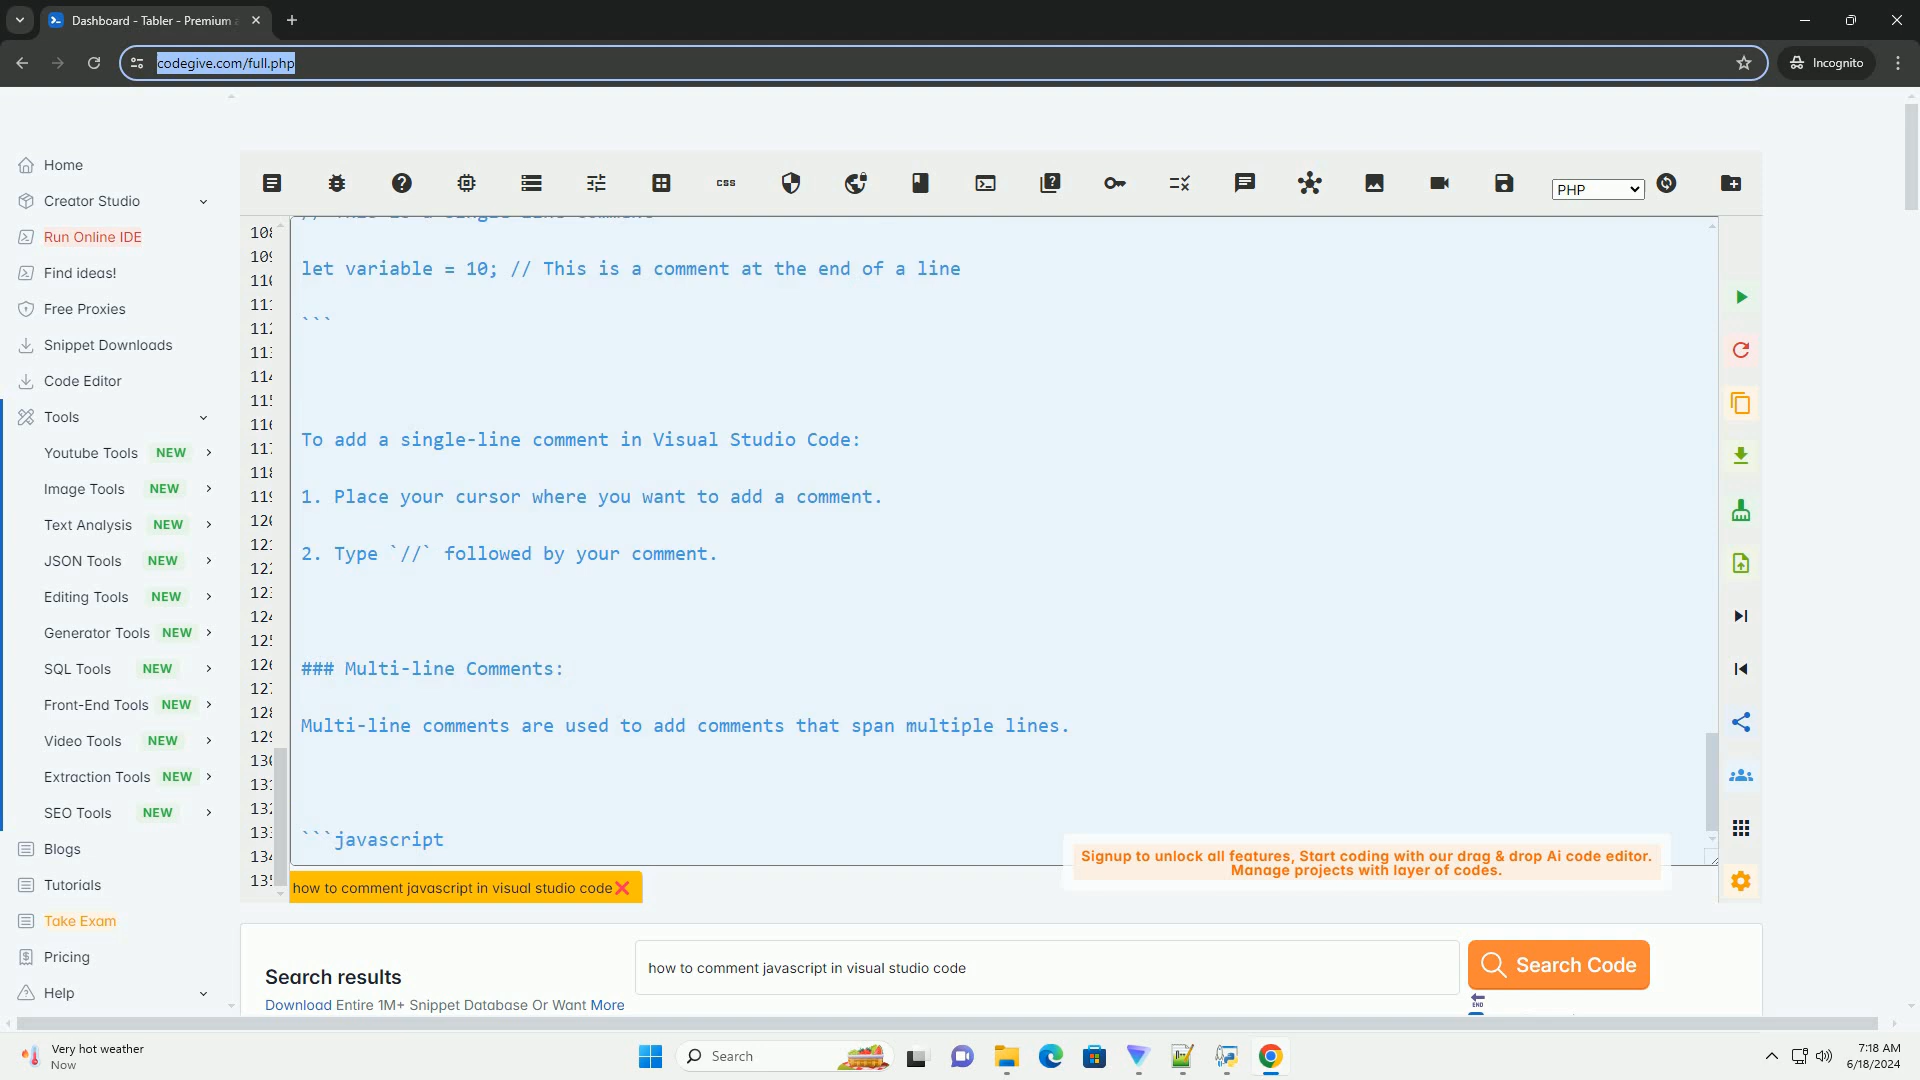 Dashboard - Tabler - Premium
codegive.com/full.php
Incognito
Home
Creator Studio
Run Online IDE
Find ideas!
Free Proxies
Snippet Downloads
Code Editor
Tools
Youtube Tools NEW
Image Tools NEW
Text Analysis NEW
JSON Tools NEW
Editing Tools NEW
Generator Tools NEW
SQL Tools NEW
Front-End Tools NEW
Video Tools NEW
Extraction Tools NEW
SEO Tools NEW
Blogs
Tutorials
Take Exam
Pricing
Help
css
PHP
let variable = 10; // This is a comment at the end of a line
```
To add a single-line comment in Visual Studio Code:
1. Place your cursor where you want to add a comment.
2. Type `//` followed by your comment.
### Multi-line Comments:
Multi-line comments are used to add comments that span multiple lines.
```javascript
Signup to unlock all features, Start coding with our drag & drop Ai code editor.
Manage projects with layer of codes.
how to comment javascript in visual studio code
Search results
Download Entire 1M+ Snippet Database Or Want More
how to comment javascript in visual studio code
Search Code
END
Very hot weather
Now
Search
7:18 AM
6/18/2024